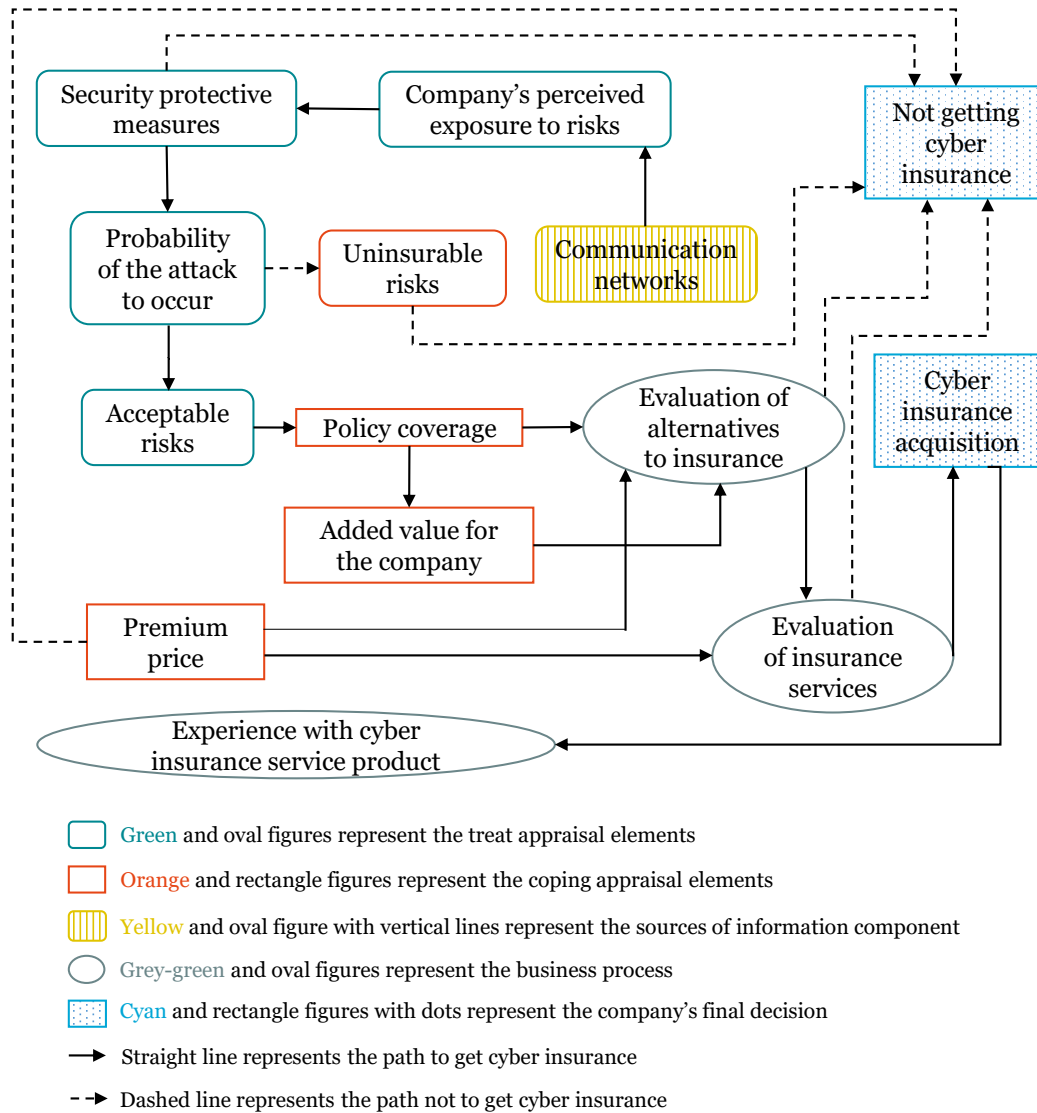 Security protective
measures
Company’s perceived
exposure to risks
Not getting
cyber
insurance
Probability
of the attack
to occur
Uninsurable
risks
Communication
networks
Acceptable
risks
Policy coverage
Evaluation of
alternatives
to insurance
Cyber
insurance
acquisition
Added value for
the company
Premium
price
Evaluation
of insurance
services
Experience with cyber
insurance service product
Green and oval figures represent the treat appraisal elements
Orange and rectangle figures represent the coping appraisal elements
Yellow and oval figure with vertical lines represent the sources of information component
Grey-green and oval figures represent the business process
Cyan and rectangle figures with dots represent the company’s final decision
Straight line represents the path to get cyber insurance
Dashed line represents the path not to get cyber insurance